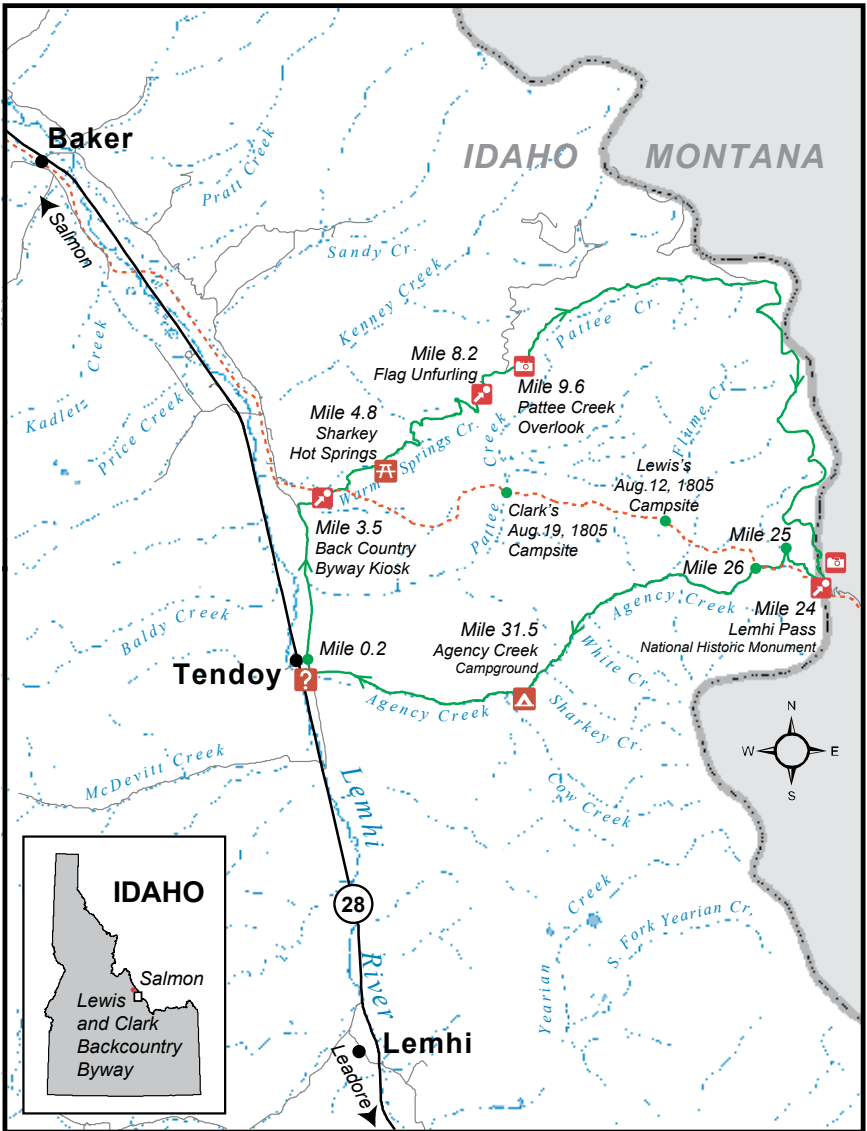 Baker
IDAHO
MONTANA
Pratt Creek
Salmon
Sandy Cr.
Kenney Creek
Pattee Cr.
Mile 8.2
Flag Unfurling
Mile 9.6
Pattee Creek
Overlook
Kadletz Creek
Price Creek
Mile 4.8
Sharkey
Hot Springs
Warm Springs Cr.
Flume Cr.
Pattee Creek
Lewis's
Aug.12, 1805
Campsite
Clark's
Aug.19, 1805
Campsite
Mile 3.5
Back Country
Byway Kiosk
Mile 25
Mile 26
Agency Creek
Mile 24
Lemhi Pass
National Historic Monument
Baldy Creek
Mile 0.2
Tendoy
?
Mile 31.5
Agency Creek
Campground
White Cr.
Agency Creek
Sharkey Cr.
Cow Creek
N
W
E
S
McDevitt Creek
Lemhi River
28
Yearian Creek
S. Fork Yearian Cr.
Lemhi
Leadore
IDAHO
Salmon
Lewis
and Clark
Backcountry
Byway